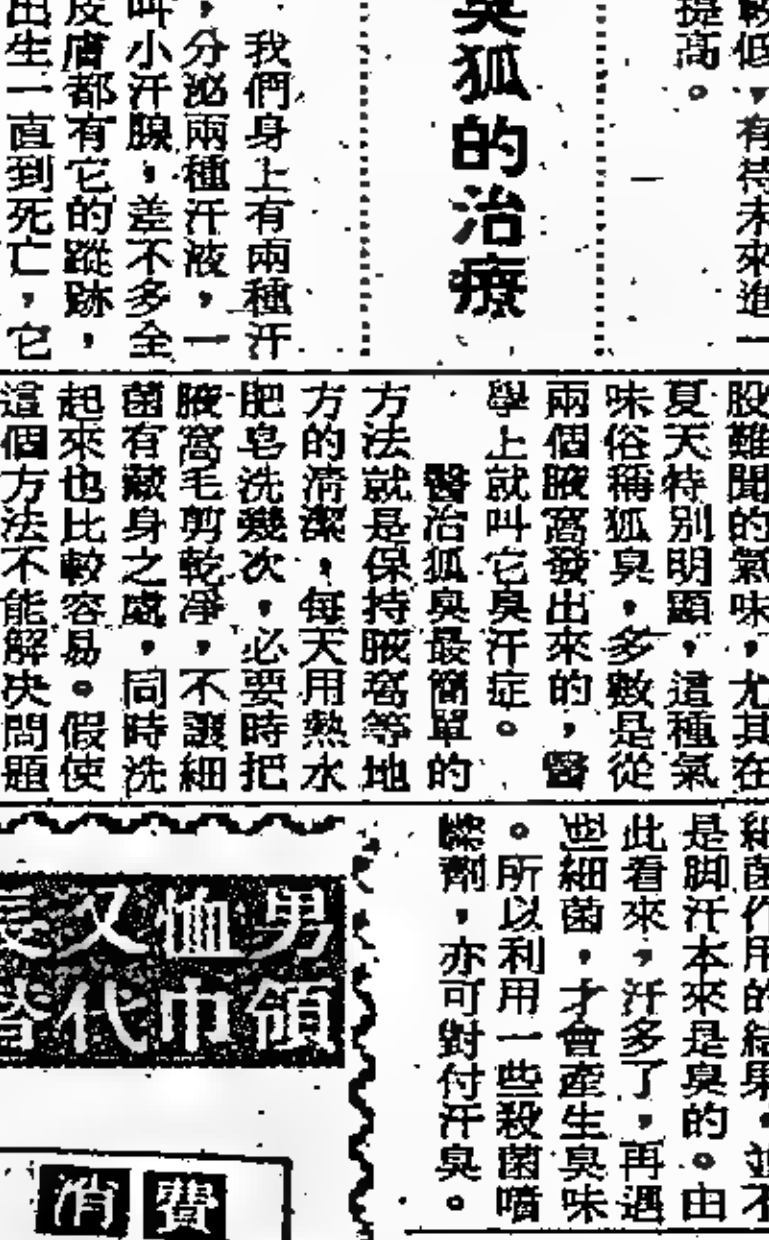 較低，有待未來進一
提高。
臭狐的治療
我們身上有兩種汗
，分泌兩種汗液，一
叫小汗腺，差不多全
皮膚都有它的蹤跡，
出生一直到死亡，它
股難聞的氣味，尤其在
夏天特别明顯，這種氣
味俗稱狐臭，多數是從
兩個腋窩發出來的，醫
學上就叫它臭汗症。
醫治狐臭最簡單的
方法就是保持腋窩等地
方的清潔，每天用熱水
肥皂洗幾次，必要時把
腋窩毛剪乾淨，不讓細
菌有藏身之處，同時洗
起來也比較容易。假使
這個方法不能解决問題
細菌作用的結果，並不
是脚汗本來是臭的。由
此看來，汗多了，再遇
些細菌，才會產生臭味
。所以利用一些殺菌噴
霧劑，亦可對付汗臭。
男恤又長
領巾代替
費消